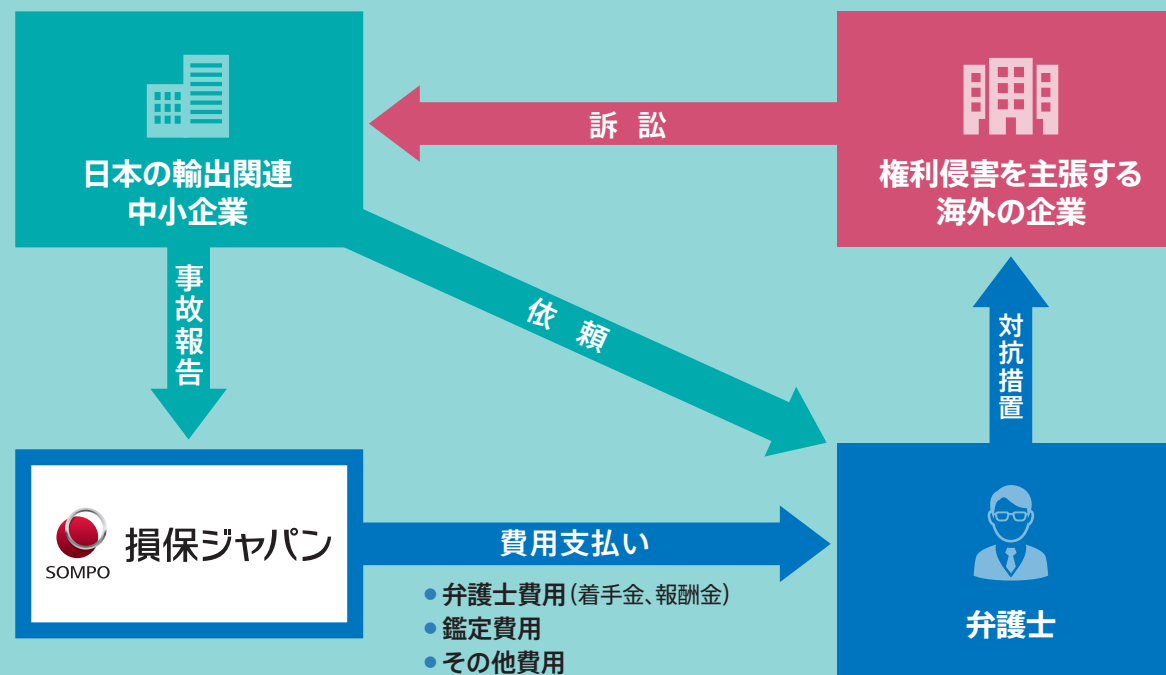 日本の輸出関連
中小企業
訴訟
権利侵害を主張する
海外の企業
事故報告
依頼
対抗措置
SOMPO
損保ジャパン
費用支払い
● 弁護士費用(着手金、報酬金)
● 鑑定費用
● その他費用
弁護士